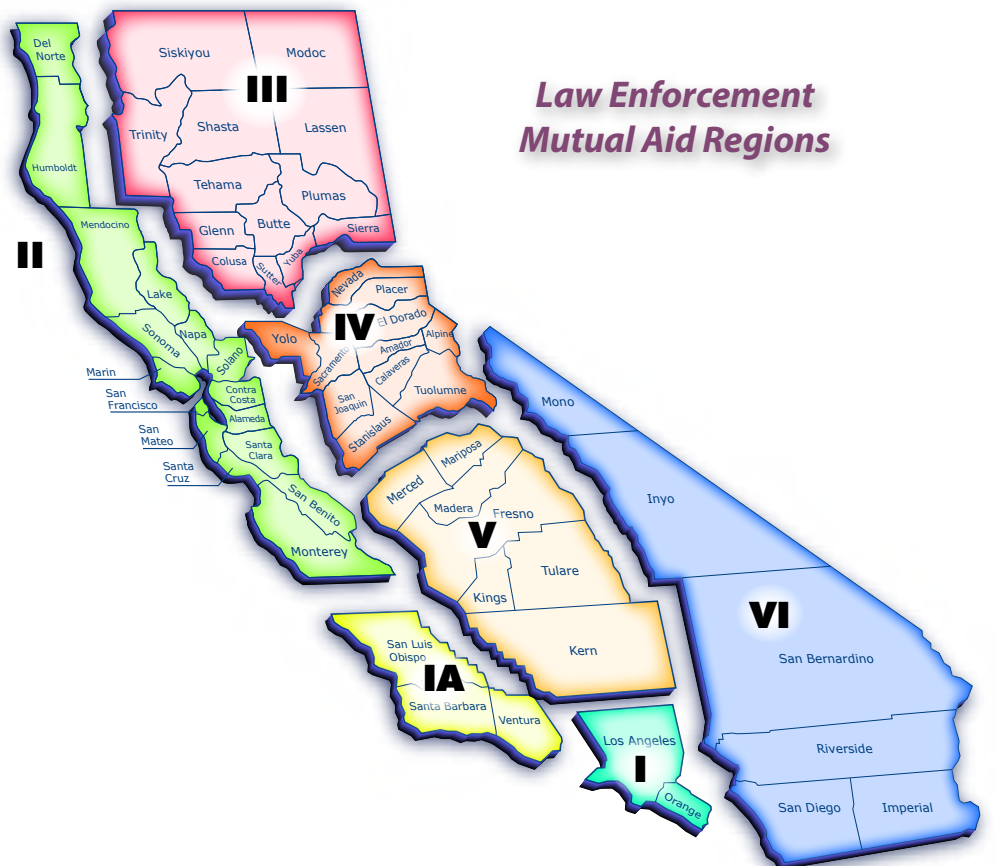 Law Enforcement
Mutual Aid Regions
Del
Norte
Humboldt
Mendocino
II
Lake
Sonoma
Napa
Solano
Marin
San
Francisco
Contra
Costa
Alameda
San
Mateo
Santa
Clara
Santa
Cruz
San Benito
Monterey
Siskiyou
Modoc
III
Trinity
Shasta
Lassen
Tehama
Plumas
Glenn
Butte
Sierra
Colusa
Sutter
Yuba
Nevada
Placer
Yolo
IV
El Dorado
Sacramento
Amador
Alpine
Calaveras
San
Joaquin
Tuolumne
Stanislaus
Mariposa
Merced
Madera
Fresno
V
Tulare
Kings
Kern
San Luis
Obispo
IA
Santa Barbara
Ventura
Los Angeles
I
Orange
Mono
Inyo
VI
San Bernardino
Riverside
San Diego
Imperial